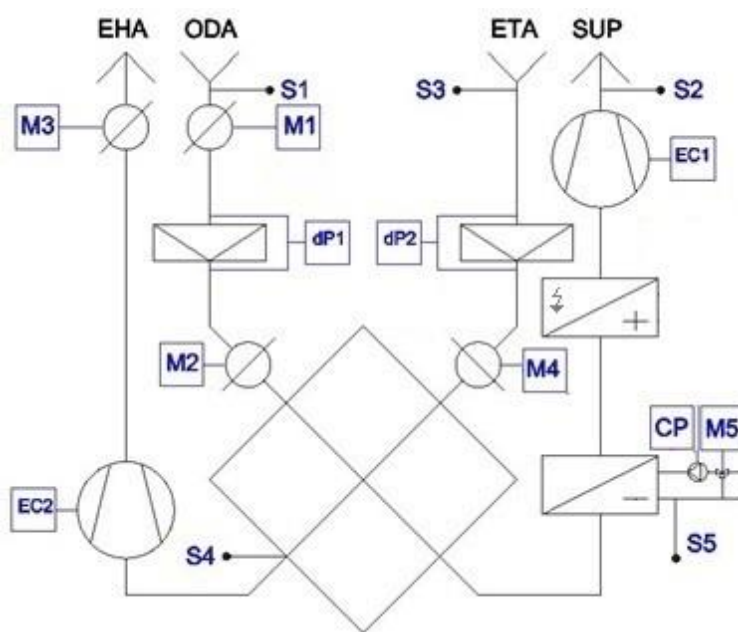 EHA ODA ETA SUP
S1 S3 S2
M3 M1 EC1
dP1 dP2
+
M2 M4
CP M5
−
EC2
S4 S5